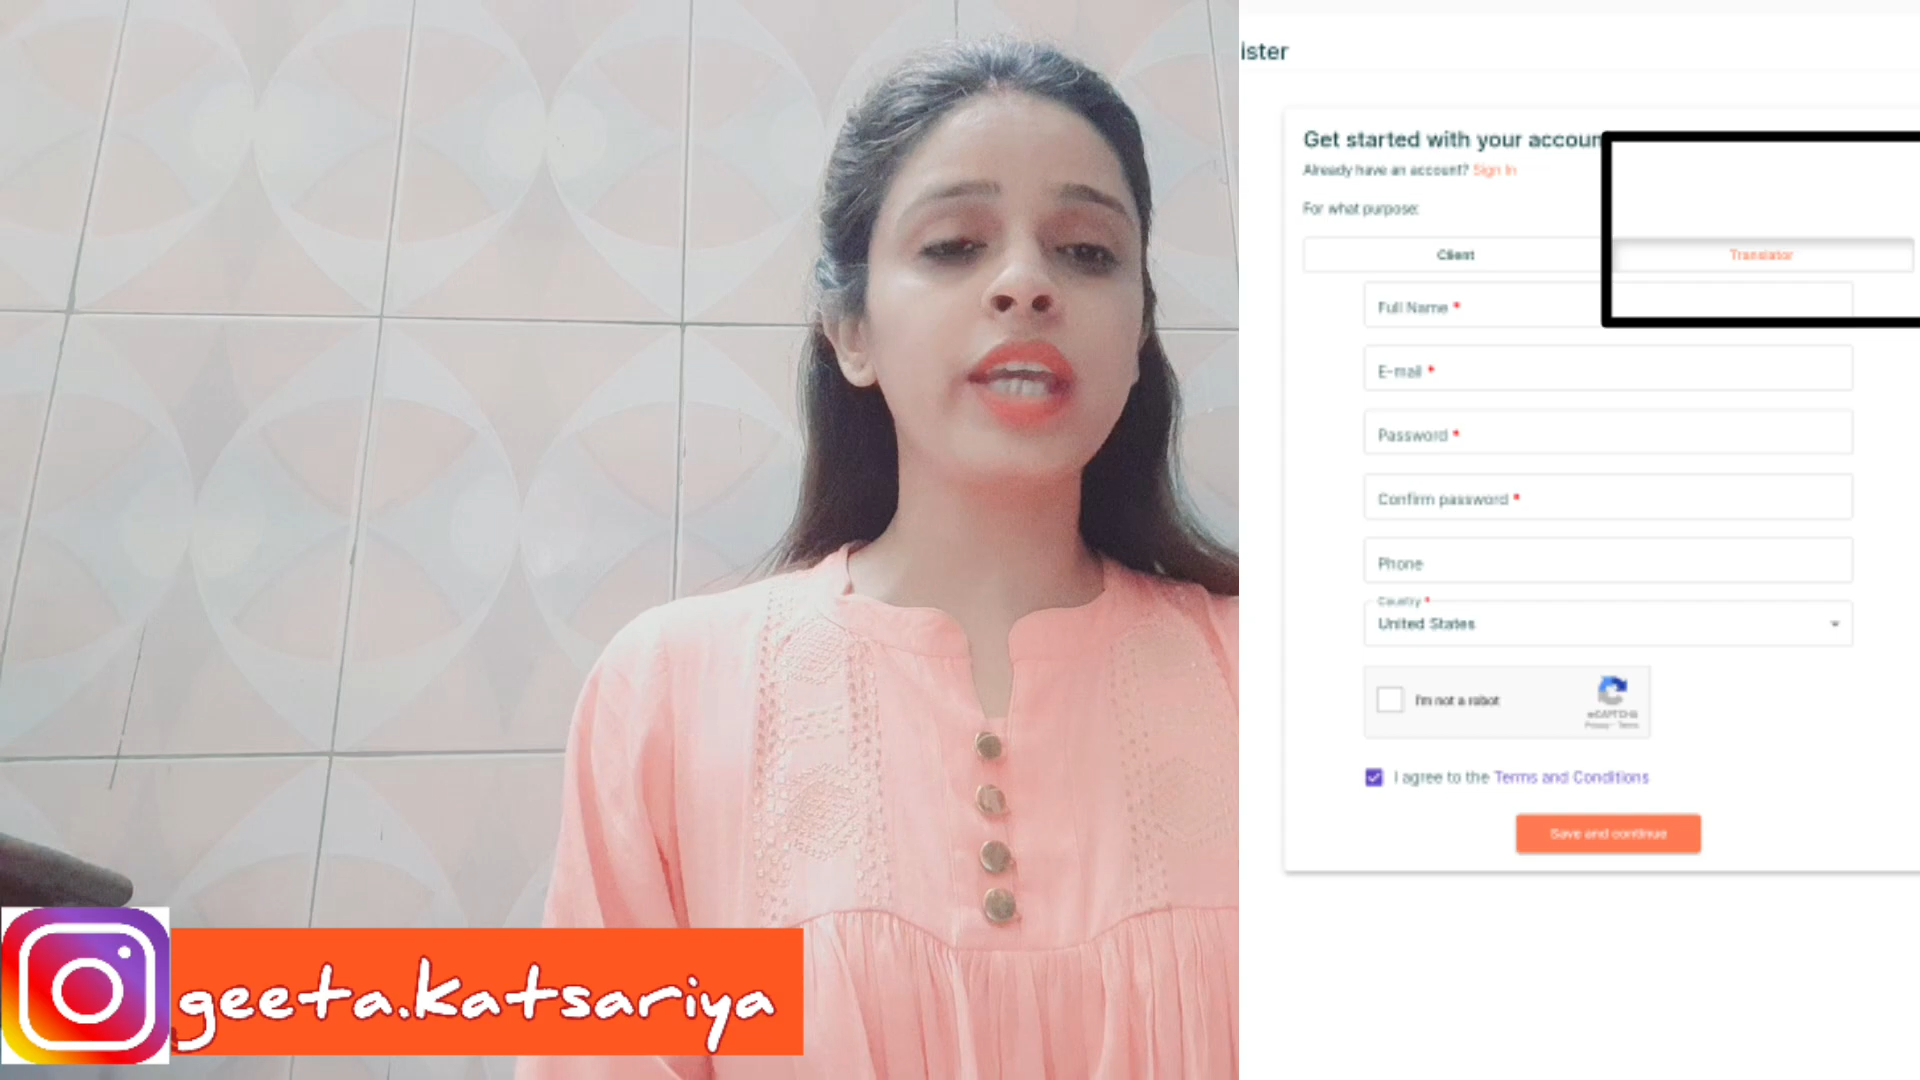 ister
Get started with your accoun
Already have an account? Sign In
For what purpose:
Client
Translator
Full Name *
E-mail *
Password *
Confirm password *
Phone
Country *
United States
I'm not a robot
reCAPTCHA
Privacy - Terms
I agree to the Terms and Conditions
Save and continue
geeta.katsariya